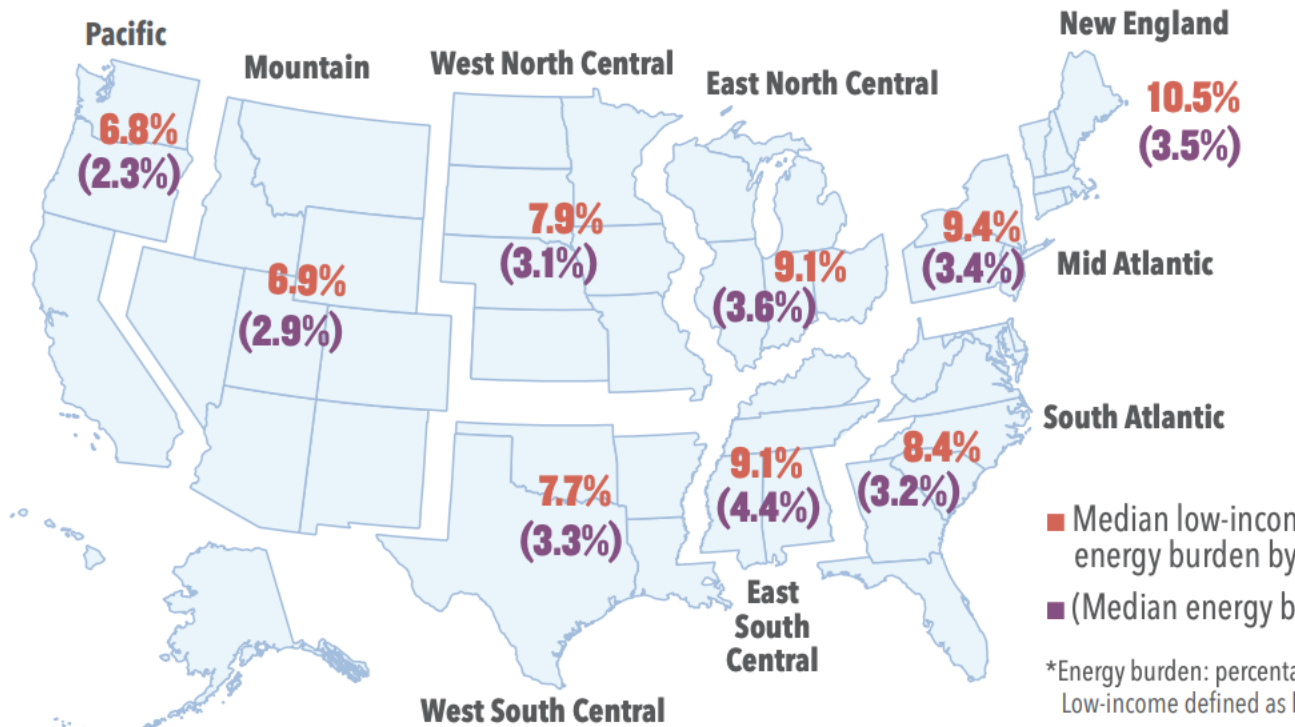 Pacific
6.8%
(2.3%)
Mountain
6.9%
(2.9%)
West North Central
7.9%
(3.1%)
East North Central
9.1%
(3.6%)
New England
10.5%
(3.5%)
9.4%
(3.4%)
Mid Atlantic
South Atlantic
8.4%
(3.2%)
9.1%
(4.4%)
East
South
Central
7.7%
(3.3%)
West South Central
Median low-incom
energy burden by
(Median energy b
*Energy burden: percenta
Low-income defined as